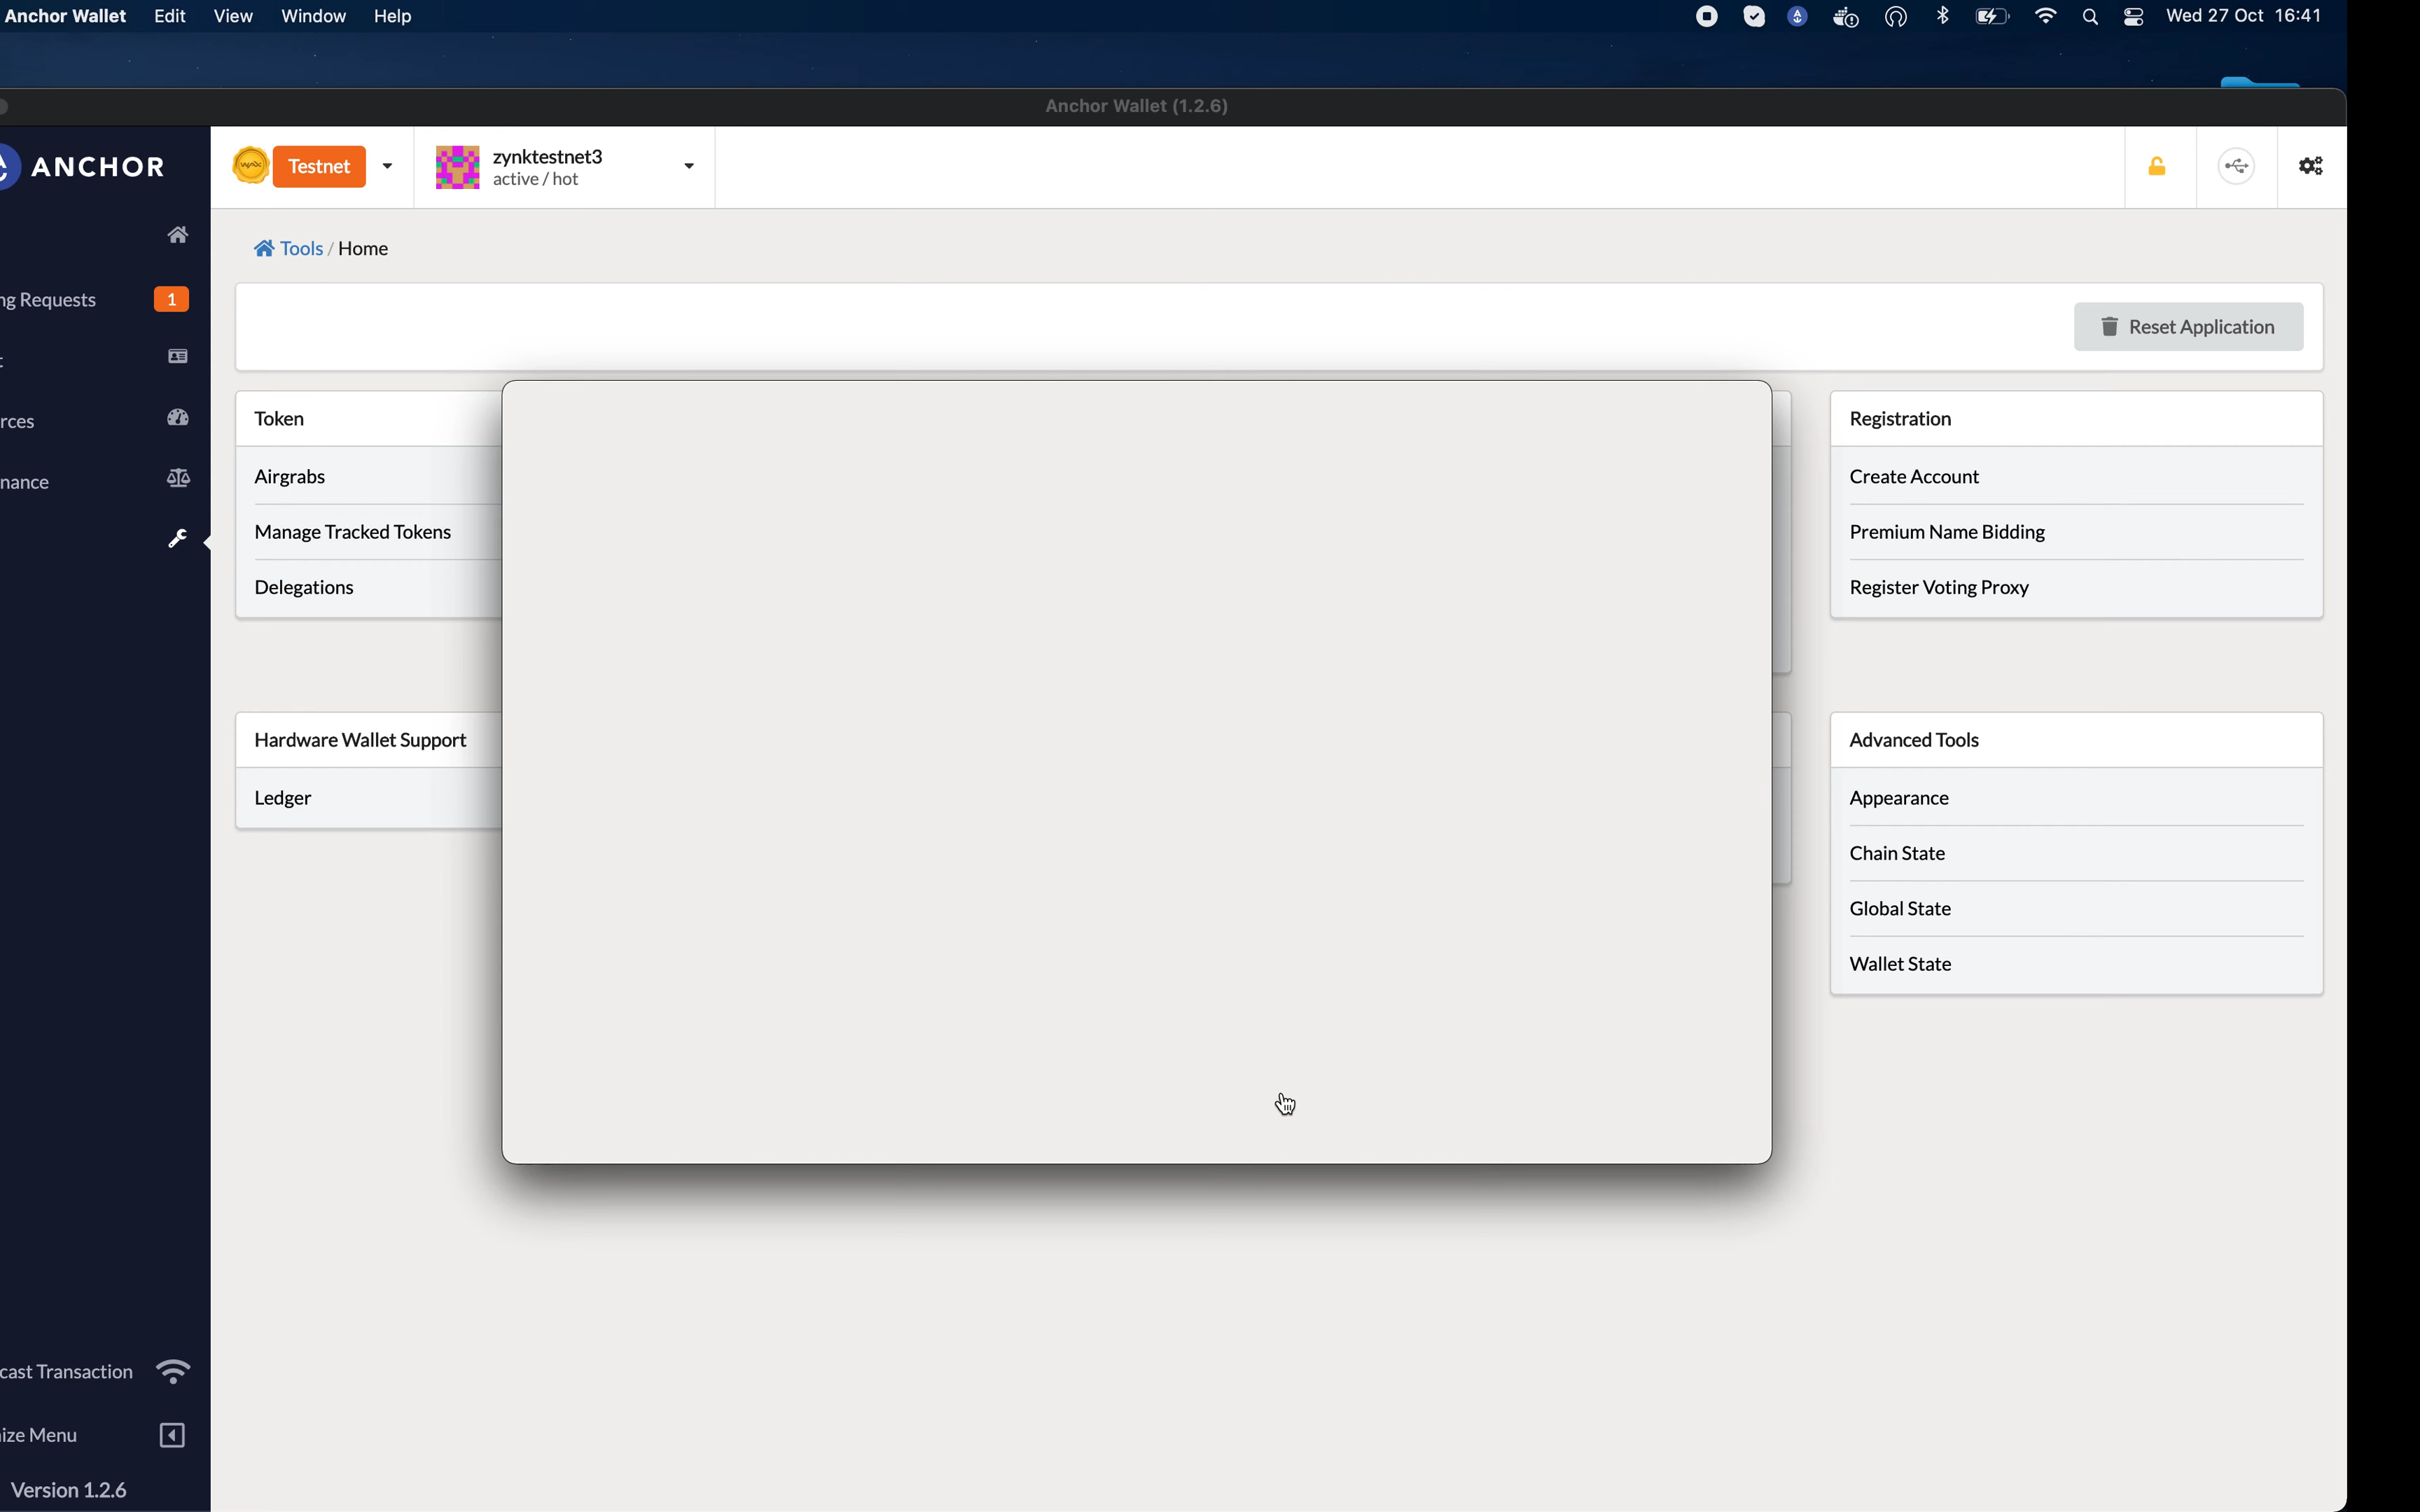 Anchor Wallet Edit View Window Help Wed 27 Oct 16:41
Anchor Wallet (1.2.6)
ANCHOR
Testnet
zynktestnet3
active / hot
Tools / Home
ng Requests 1
Reset Application
rces
nance
Token
Airgrabs
Manage Tracked Tokens
Delegations
Registration
Create Account
Premium Name Bidding
Register Voting Proxy
Hardware Wallet Support
Ledger
Advanced Tools
Appearance
Chain State
Global State
Wallet State
cast Transaction
ize Menu
Version 1.2.6